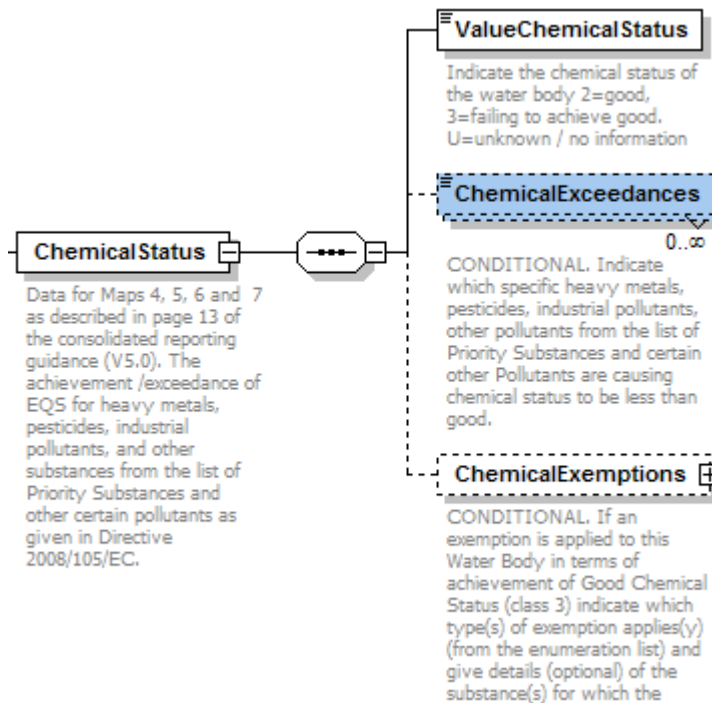 ValueChemicalStatus
Indicate the chemical status of
the water body 2=good,
3=failing to achieve good.
U=unknown / no information
ChemicalExceedances
0..∞
CONDITIONAL. Indicate
which specific heavy metals,
pesticides, industrial pollutants,
other pollutants from the list of
Priority Substances and certain
other Pollutants are causing
chemical status to be less than
good.
ChemicalStatus
Data for Maps 4, 5, 6 and 7
as described in page 13 of
the consolidated reporting
guidance (V5.0). The
achievement /exceedance of
EQS for heavy metals,
pesticides, industrial
pollutants, and other
substances from the list of
Priority Substances and
other certain pollutants as
given in Directive
2008/105/EC.
ChemicalExemptions
CONDITIONAL. If an
exemption is applied to this
Water Body in terms of
achievement of Good Chemical
Status (class 3) indicate which
type(s) of exemption applies(y)
(from the enumeration list) and
give details (optional) of the
substance(s) for which the